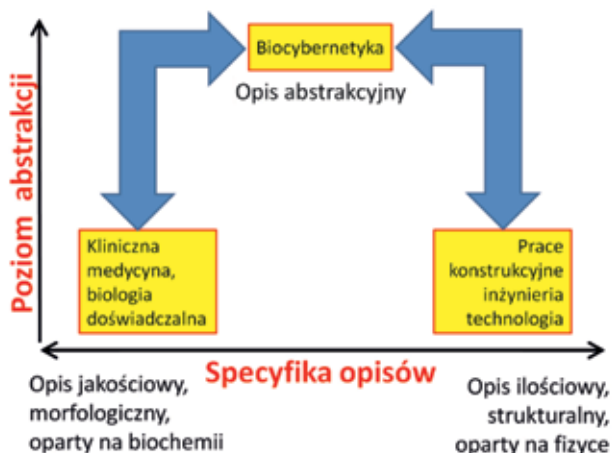 Poziom abstrakcji
Biocybernetyka
Opis abstrakcyjny
Kliniczna
medycyna,
biologia
doświadczalna
Prace
konstrukcyjne
inżynieria
technologia
Specyfika opisów
Opis jakościowy,
morfologiczny,
oparty na biochemii
Opis ilościowy,
strukturalny,
oparty na fizyce